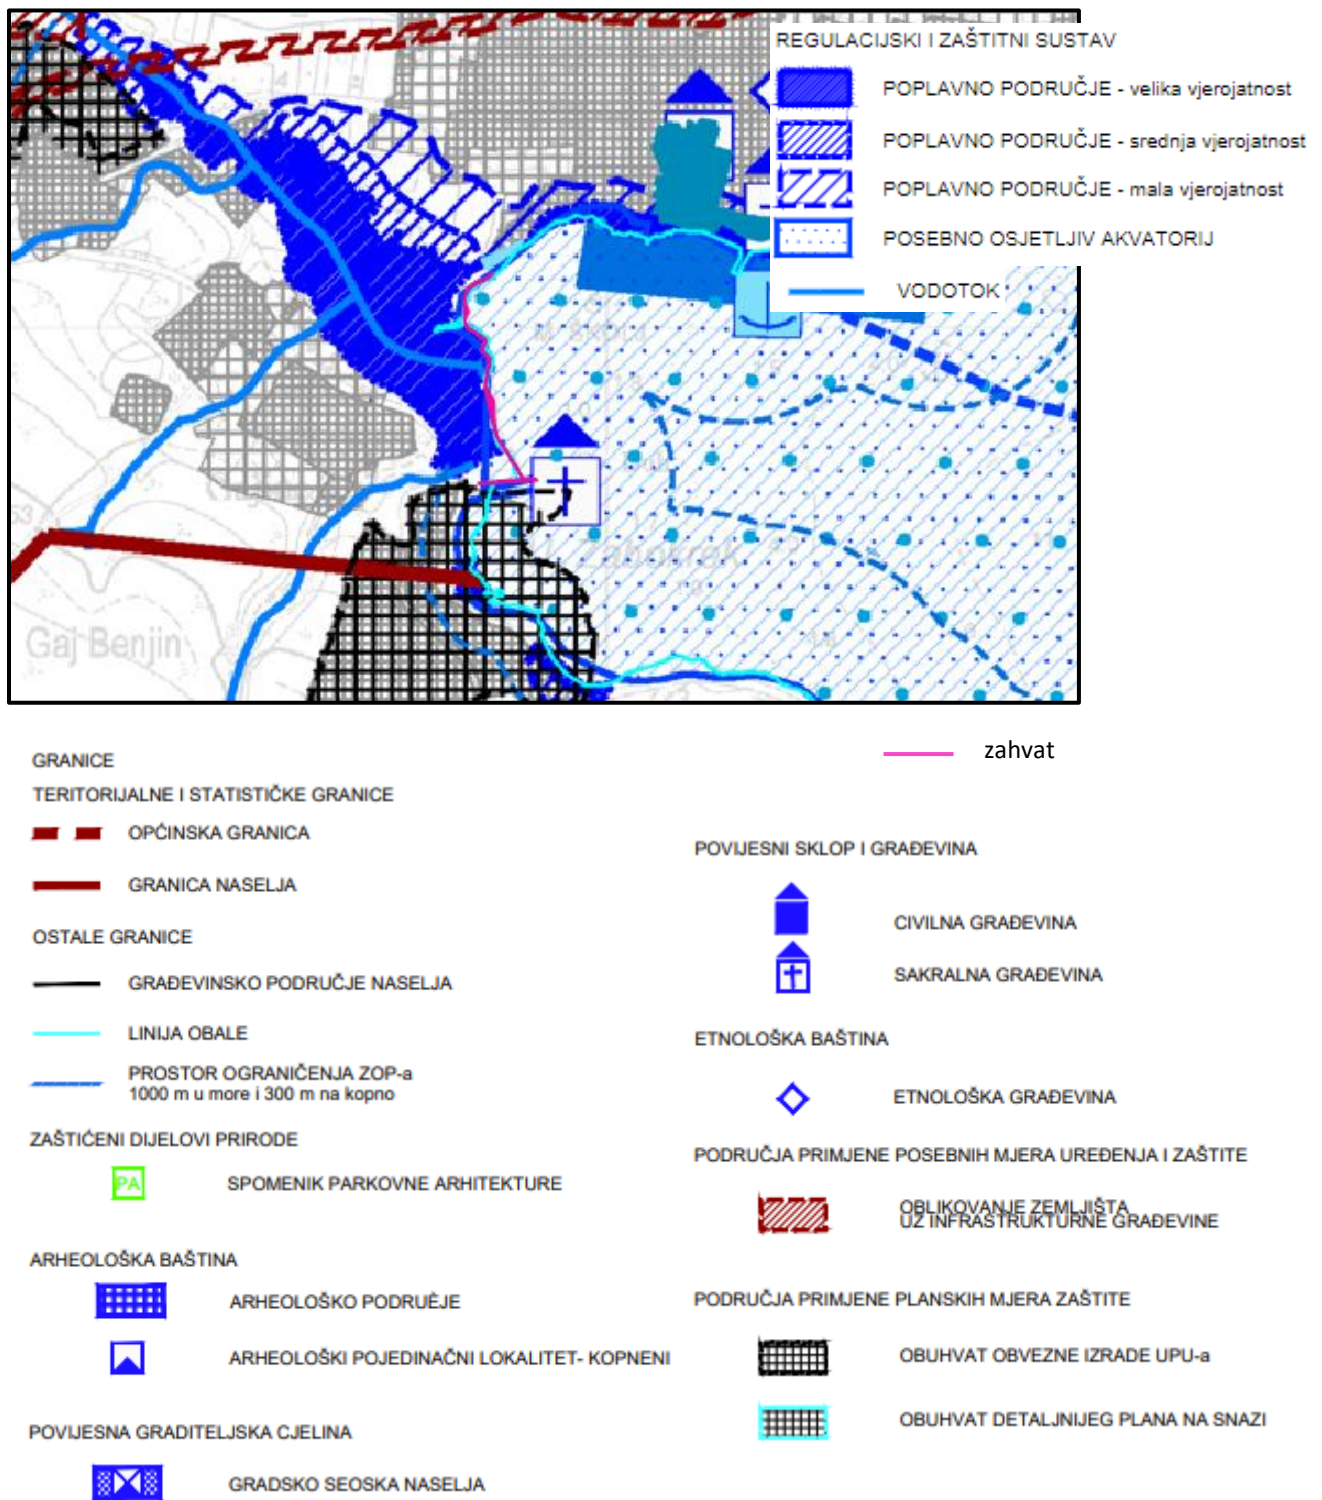 REGULACIJSKI I ZAŠTITNI SUSTAV
POPLAVNO PODRUČJE - velika vjerojatnost
POPLAVNO PODRUČJE - srednja vjerojatnost
POPLAVNO PODRUČJE - mala vjerojatnost
POSEBNO OSJETLJIV AKVATORIJ
VODOTOK
53
Gaj Benjin
zahvat
GRANICE
TERITORIJALNE I STATISTIČKE GRANICE
OPĆINSKA GRANICA
GRANICA NASELJA
OSTALE GRANICE
GRAĐEVINSKO PODRUČJE NASELJA
LINIJA OBALE
PROSTOR OGRANIČENJA ZOP-a
1000 m u more i 300 m na kopno
ZAŠTIĆENI DIJELOVI PRIRODE
PA SPOMENIK PARKOVNE ARHITEKTURE
ARHEOLOŠKA BAŠTINA
ARHEOLOŠKO PODRUÈJE
ARHEOLOŠKI POJEDINAČNI LOKALITET- KOPNENI
POVIJESNA GRADITELJSKA CJELINA
GRADSKO SEOSKA NASELJA
POVIJESNI SKLOP I GRAĐEVINA
CIVILNA GRAĐEVINA
SAKRALNA GRAĐEVINA
ETNOLOŠKA BAŠTINA
ETNOLOŠKA GRAĐEVINA
PODRUČJA PRIMJENE POSEBNIH MJERA UREĐENJA I ZAŠTITE
OBLIKOVANJE ZEMLJIŠTA
UZ INFRASTRUKTURNE GRAĐEVINE
PODRUČJA PRIMJENE PLANSKIH MJERA ZAŠTITE
OBUHVAT OBVEZNE IZRADE UPU-a
OBUHVAT DETALJNIJEG PLANA NA SNAZI